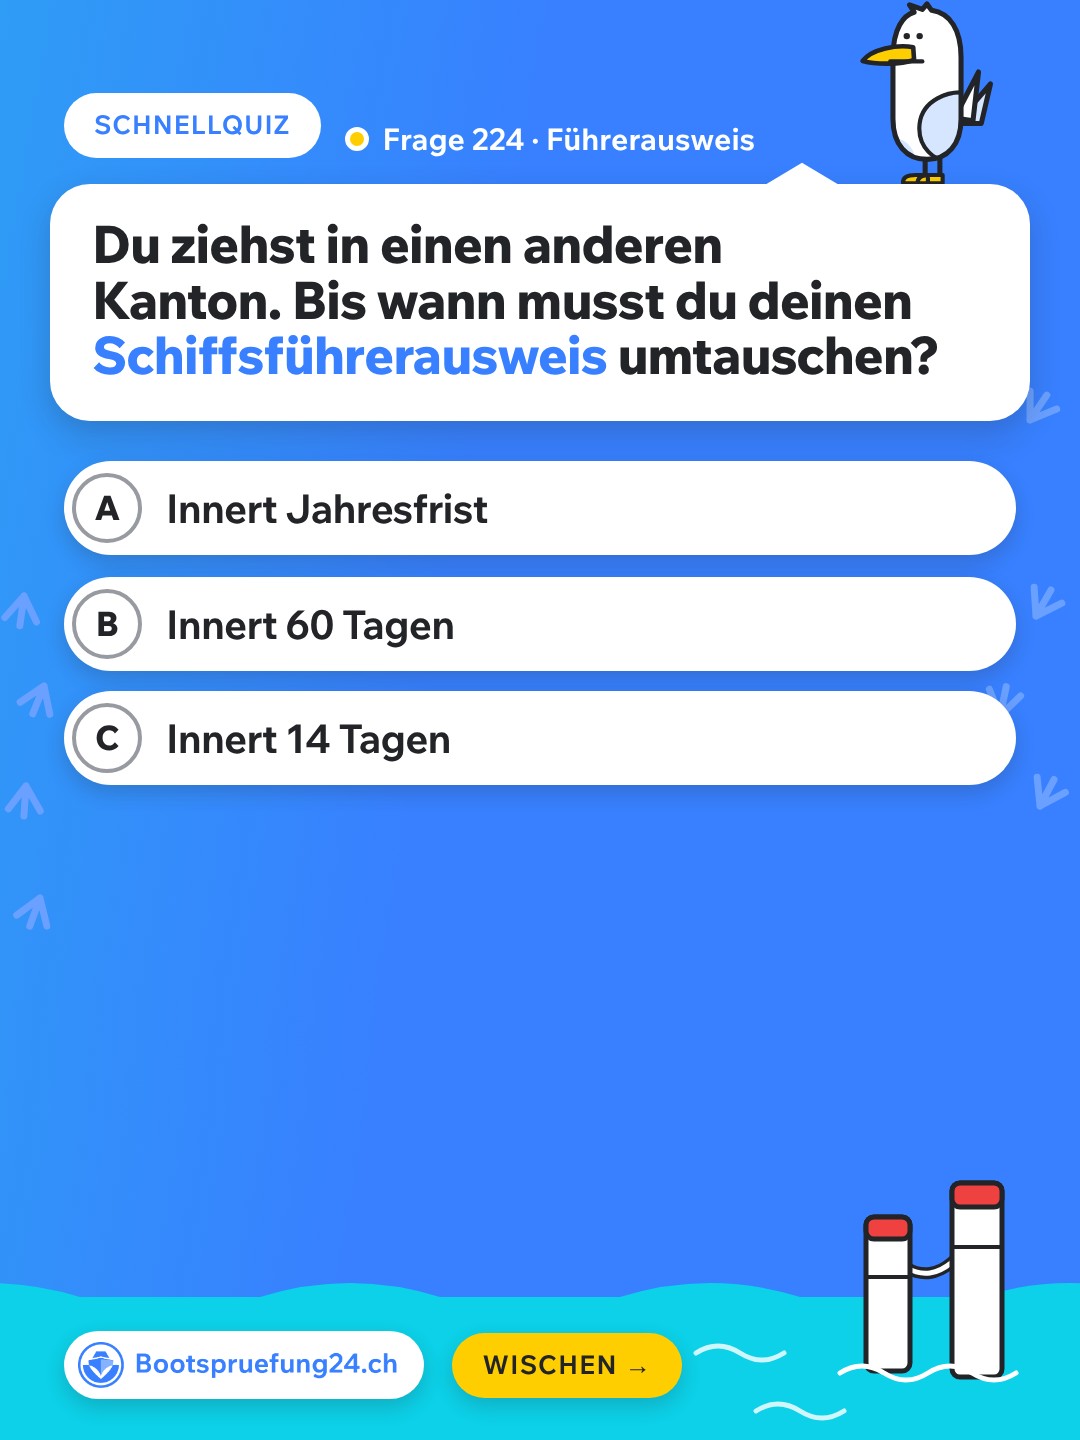 SCHNELLQUIZ
Frage 224 · Führerausweis
Du ziehst in einen anderen
Kanton. Bis wann musst du deinen
Schiffsführerausweis umtauschen?
A Innert Jahresfrist
B Innert 60 Tagen
C Innert 14 Tagen
Bootspruefung24.ch
WISCHEN →